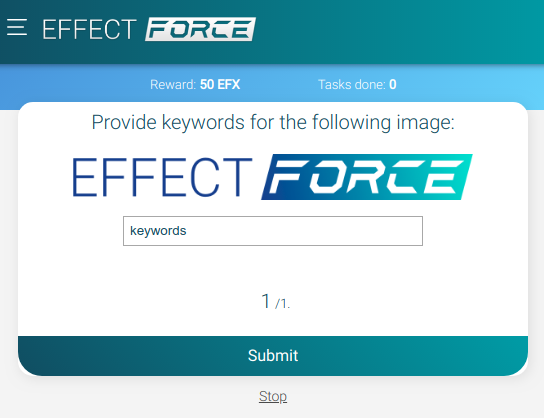 EFFECT FORCE
Reward: 50 EFX Tasks done: 0
Provide keywords for the following image:
EFFECT FORCE
keywords
1 /1.
Submit
Stop